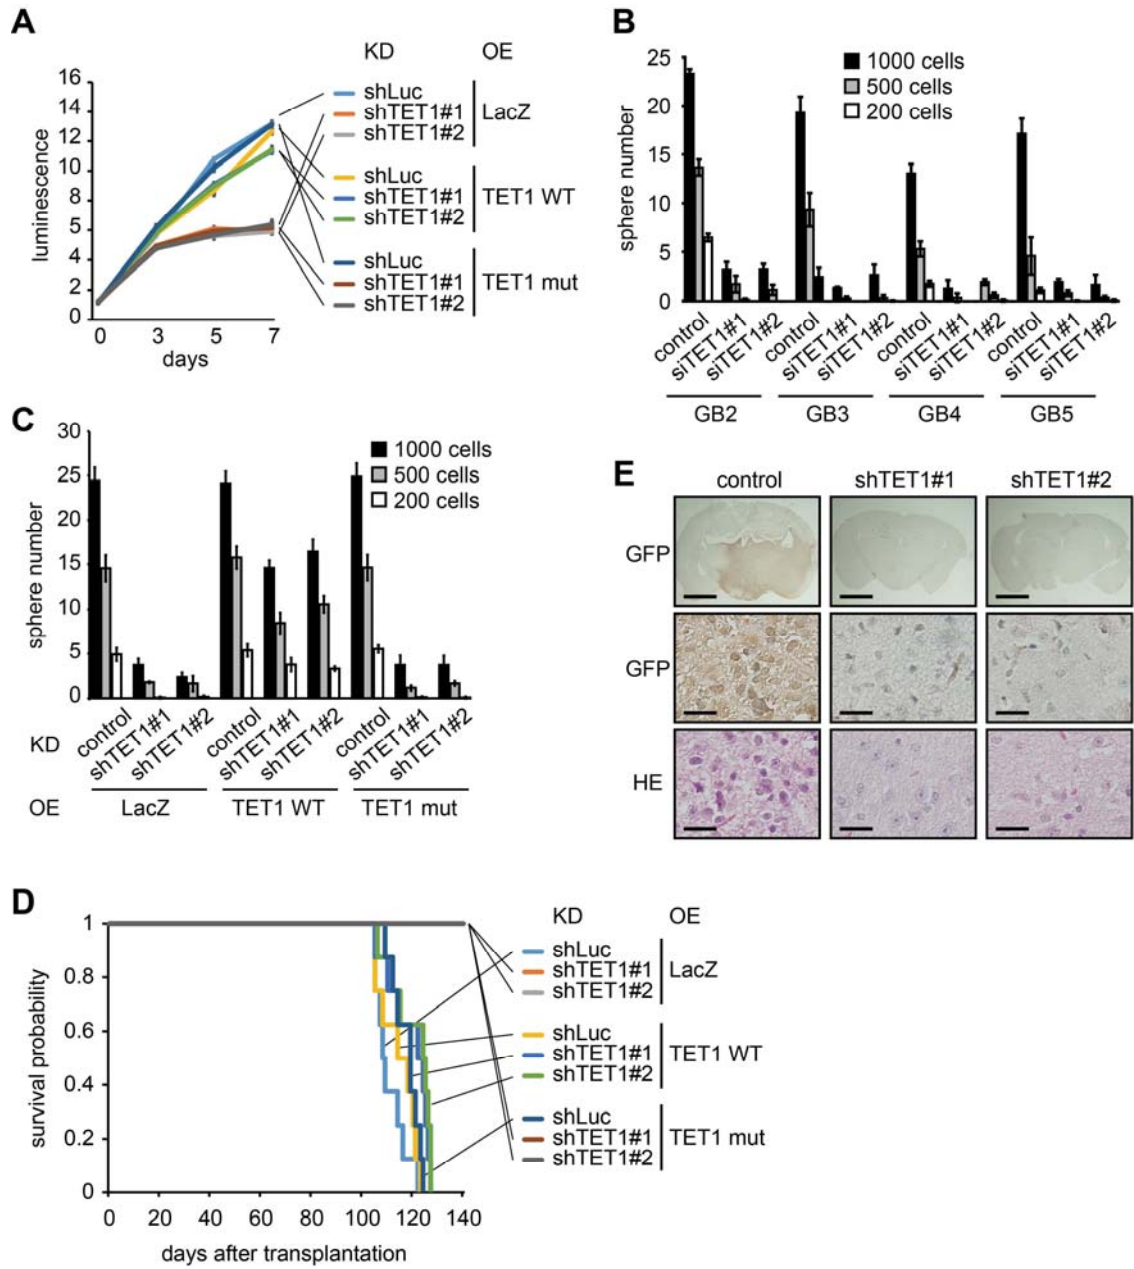 A
KD OE
16
14
12
10
8
5
4
2
0
luminescence
0 3 5 7
days
shLuc
shTET1#1
shTET1#2
LacZ
shLuc
shTET1#1
shTET1#2
TET1 WT
shLuc
shTET1#1
shTET1#2
TET1 mut
B
25
20
15
10
5
0
sphere number
1000 cells
500 cells
200 cells
control siTET1#1 siTET1#2 control siTET1#1 siTET1#2 control siTET1#1 siTET1#2 control siTET1#1 siTET1#2
GB2 GB3 GB4 GB5
C
30
25
20
15
10
5
0
sphere number
1000 cells
500 cells
200 cells
KD control shTET1#1 shTET1#2 control shTET1#1 shTET1#2 control shTET1#1 shTET1#2
OE LacZ TET1 WT TET1 mut
E
control shTET1#1 shTET1#2
GFP
GFP
HE
D
1
0.8
0.6
0.4
0.2
0
survival probability
0 20 40 60 80 100 120 140
days after transplantation
KD OE
shLuc
shTET1#1
shTET1#2
LacZ
shLuc
shTET1#1
shTET1#2
TET1 WT
shLuc
shTET1#1
shTET1#2
TET1 mut